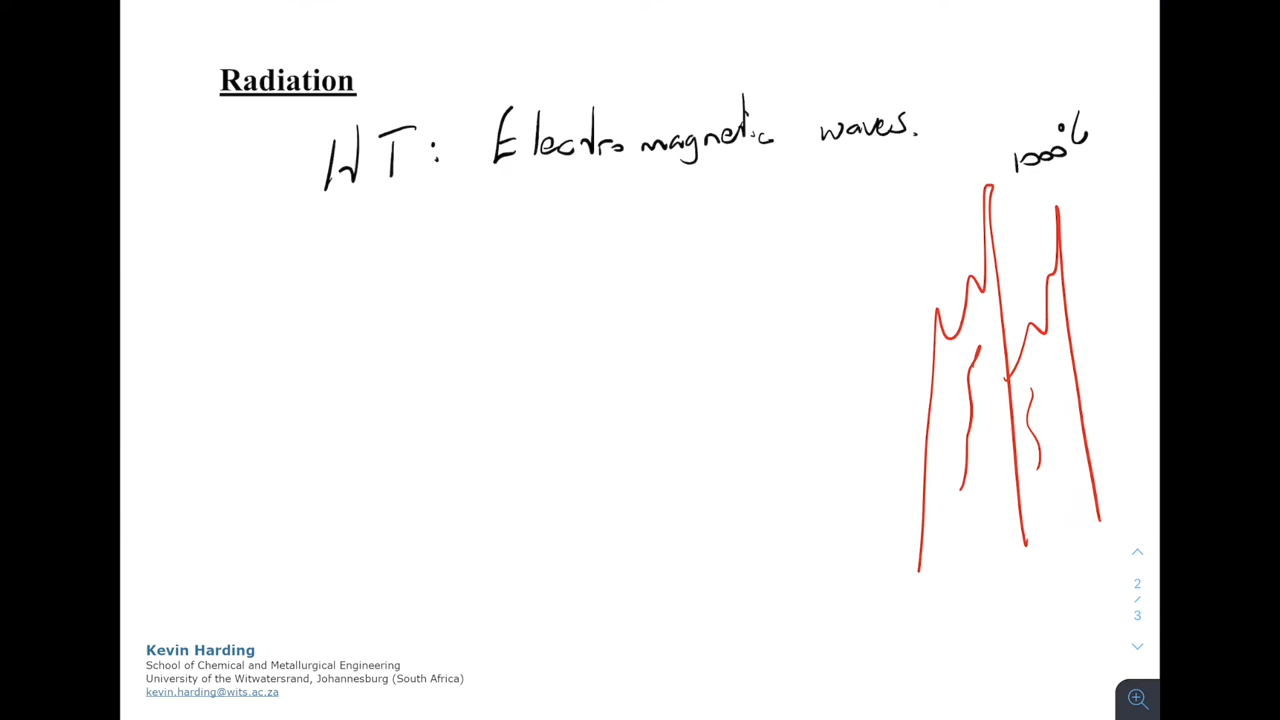 Radiation
HT: Electromagnetic waves.
1000°C
2
/
3
Kevin Harding
School of Chemical and Metallurgical Engineering
University of the Witwatersrand, Johannesburg (South Africa)
kevin.harding@wits.ac.za